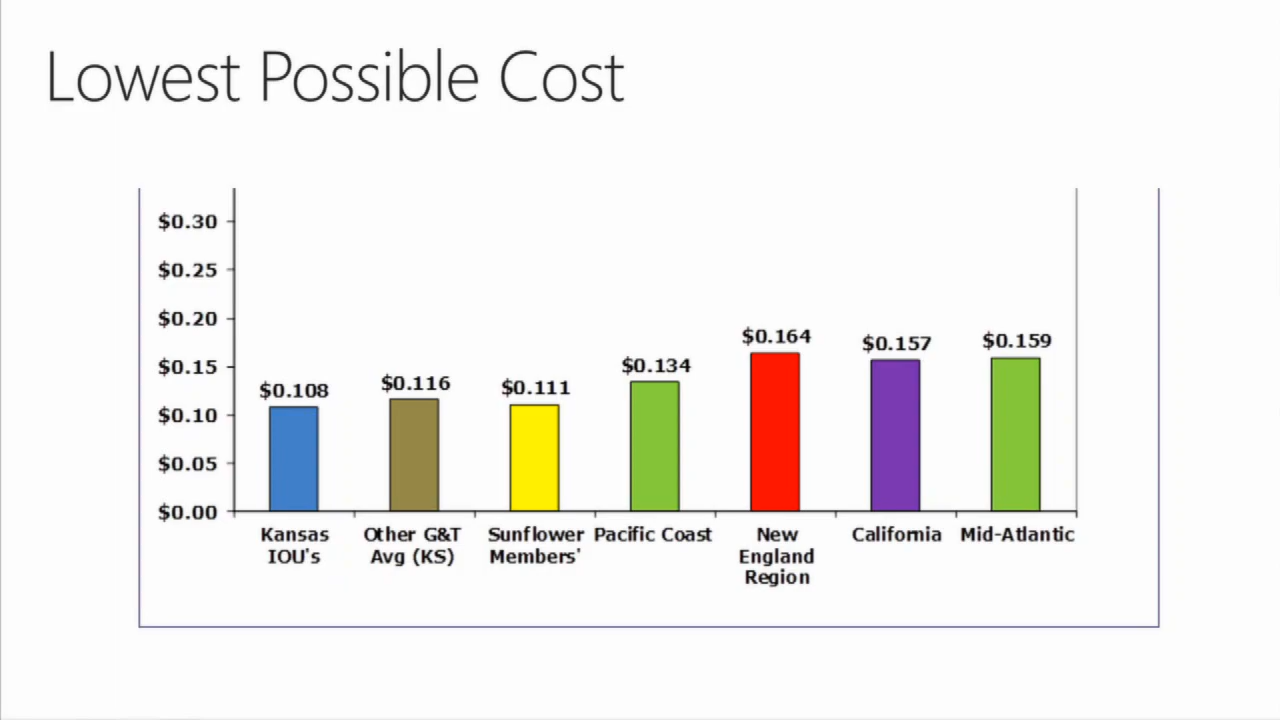 Lowest Possible Cost
$0.30
$0.25
$0.20
$0.15
$0.10
$0.05
$0.00
$0.108
$0.116
$0.111
$0.134
$0.164
$0.157
$0.159
Kansas
IOU's
Other G&T
Avg (KS)
Sunflower
Members'
Pacific Coast
New
England
Region
California
Mid-Atlantic